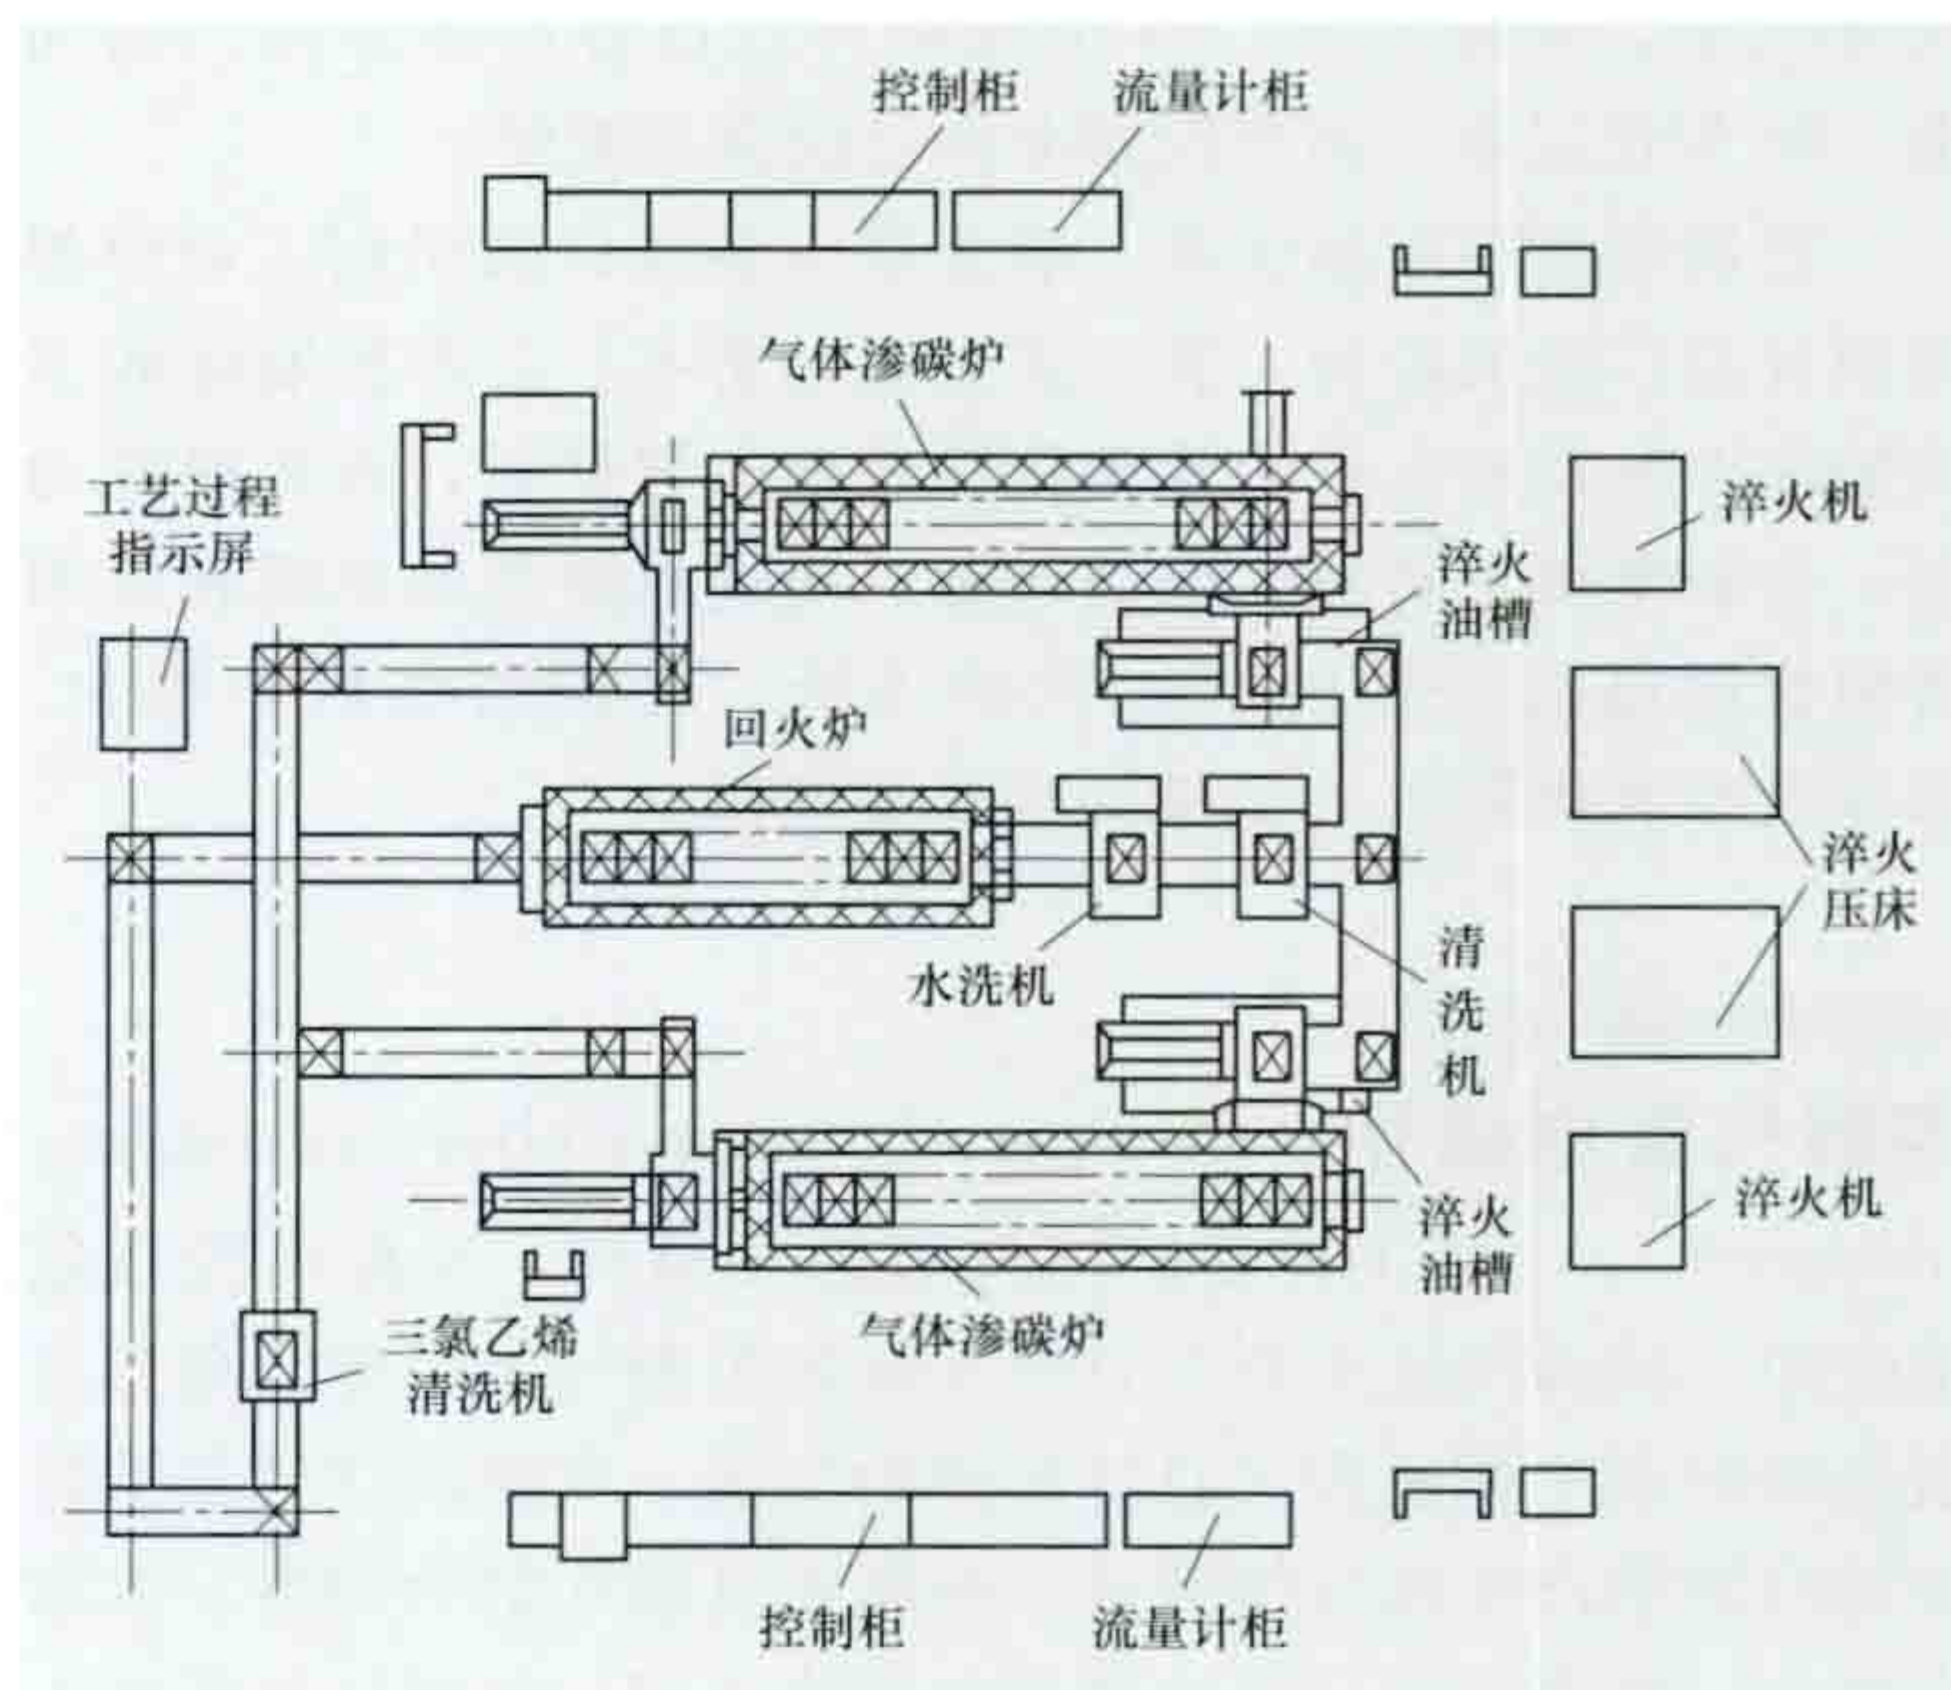 控制柜
流量计柜
气体渗碳炉
工艺过程
指示屏
淬火机
淬火
油槽
回火炉
淬火
压床
水洗机
清
洗
机
淬火机
淬火
油槽
三氯乙烯
清洗机
气体渗碳炉
控制柜
流量计柜